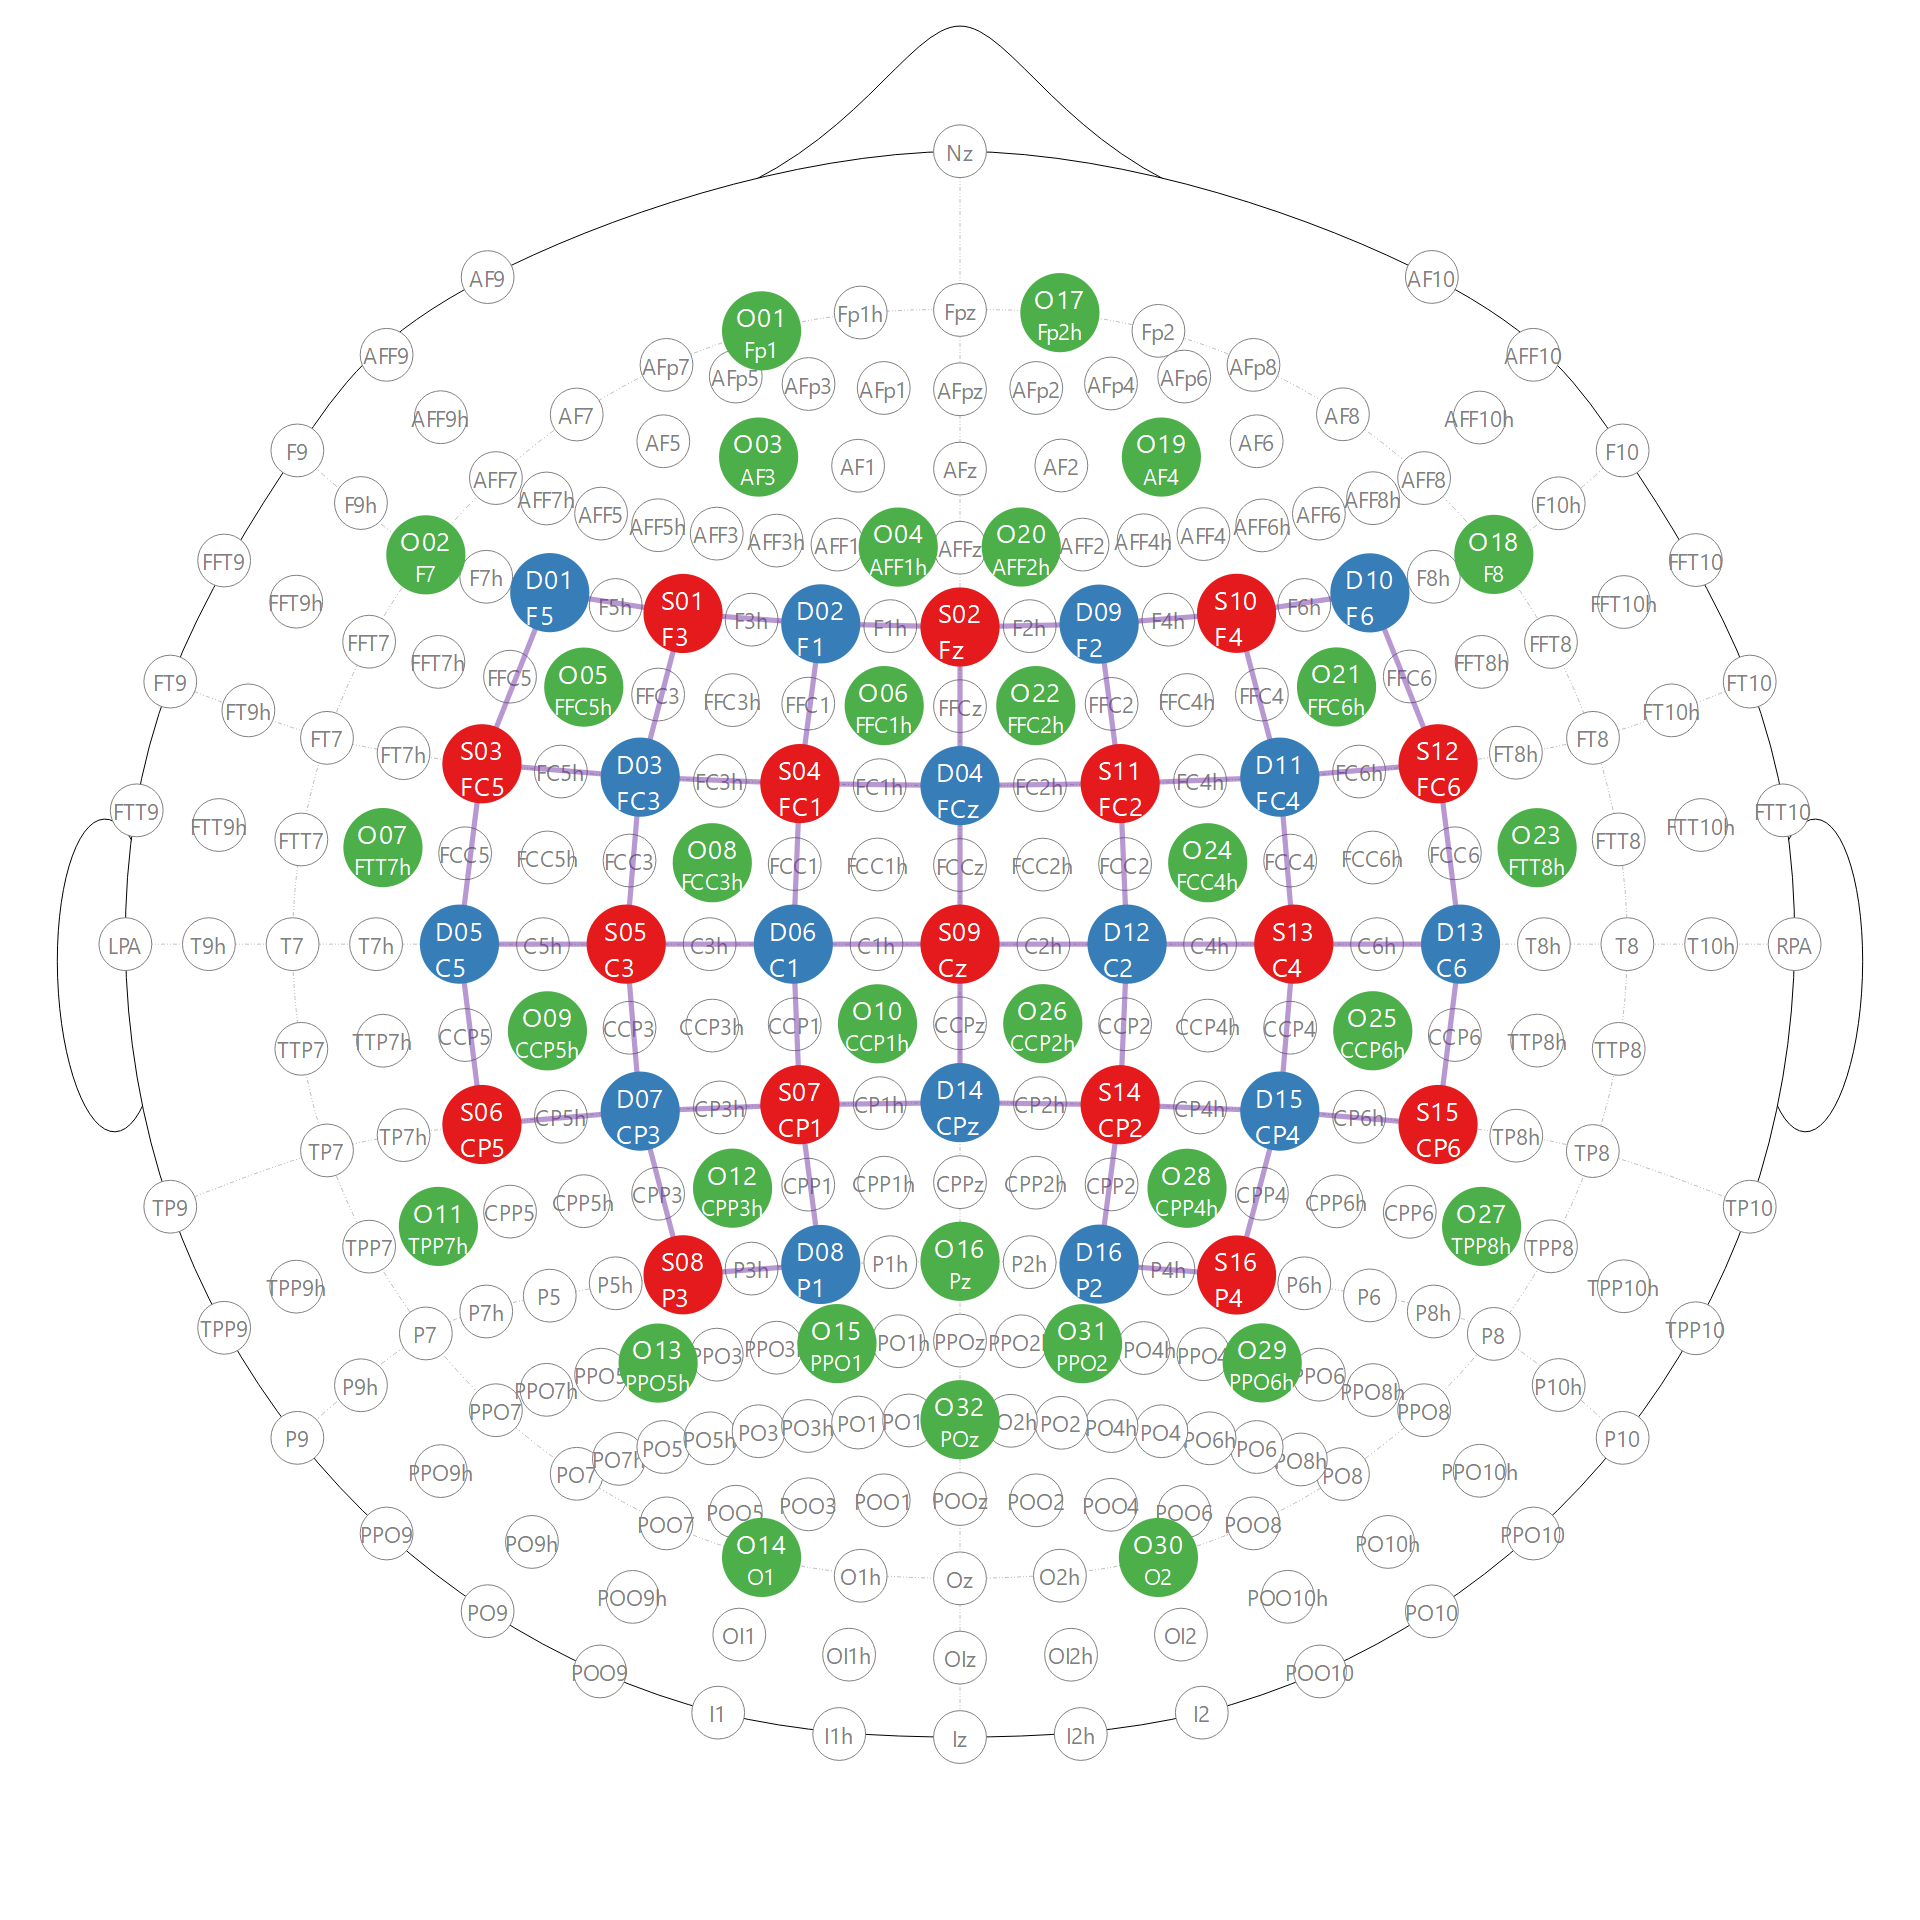 Nz
AF9
AF10
Fp1h
Fpz
O17
Fp2h
O01
Fp1
Fp2
AFF9
AFF10
AFp7
AFp8
AFp5
AFp3
AFp1
AFpz
AFp2
AFp4
AFp6
AFF9h
AF7
AF8
AFF10h
F9
AF5
O03
AF3
AF1
AFz
AF2
O19
AF4
AF6
F10
F9h
AFF7
AFF7h
AFF5
AFF5h
AFF3
AFF3h
AFF1
O04
AFF1h
AFFz
O20
AFF2h
AFF2
AFF4h
AFF4
AFF6h
AFF6
AFF8h
AFF8
F10h
FFT9
O02
F7
F7h
D01
F5
F5h
S01
F3
F3h
D02
F1
F1h
S02
Fz
F2h
D09
F2
F4h
S10
F4
F6h
D10
F6
F8h
O18
F8
FFT10
FFT9h
FFT10h
FFT7
FFT7h
FFC5
O05
FFC5h
FFC3
FFC3h
FFC1
O06
FFC1h
FFCz
O22
FFC2h
FFC2
FFC4h
FFC4
O21
FFC6h
FFC6
FFT8h
FFT8
FT9
FT9h
FT7
FT7h
S03
FC5
FC5h
D03
FC3
FC3h
S04
FC1
FC1h
D04
FCz
FC2h
S11
FC2
FC4h
D11
FC4
FC6h
S12
FC6
FT8h
FT8
FT10h
FT10
FTT9
FTT9h
FTT7
O07
FTT7h
FCC5
FCC5h
FCC3
O08
FCC3h
FCC1
FCC1h
FCCz
FCC2h
FCC2
O24
FCC4h
FCC4
FCC6h
FCC6
O23
FTT8h
FTT8
FTT10h
FTT10
LPA
T9h
T7
T7h
D05
C5
C5h
S05
C3
C3h
D06
C1
C1h
S09
Cz
C2h
D12
C2
C4h
S13
C4
C6h
D13
C6
T8h
T8
T10h
RPA
TTP7
TTP7h
CCP5
O09
CCP5h
CCP3
CCP3h
CCP1
O10
CCP1h
CCPz
O26
CCP2h
CCP2
CCP4h
CCP4
O25
CCP6h
CCP6
TTP8h
TTP8
TP9
TP7
TP7h
S06
CP5
CP5h
D07
CP3
CP3h
S07
CP1
CP1h
D14
CPz
CP2h
S14
CP2
CP4h
D15
CP4
CP6h
S15
CP6
TP8h
TP8
TP10
TPP7
O11
TPP7h
CPP5
CPP5h
CPP3
O12
CPP3h
CPP1
CPP1h
CPPz
CPP2h
CPP2
O28
CPP4h
CPP4
CPP6h
CPP6
O27
TPP8h
TPP8
TPP9
TPP9h
P7
P7h
P5
P5h
S08
P3
P3h
D08
P1
P1h
O16
Pz
P2h
D16
P2
P4h
S16
P4
P6h
P6
P8h
P8
TPP10h
TPP10
P9
P9h
PPO7
PPO7h
O13
PPO5h
PPO3
O15
PPO1
PPOz
O31
PPO2
O29
PPO6h
PPO6
PPO8h
PPO8
P10h
P10
PPO9h
PO7
PO5
PO5h
PO3
PO3h
PO1
O32
POz
PO2
PO4h
PO4
PO6h
PO6
PO8h
PO8
PPO10h
PPO9
PO9h
POO7
POO5
POO3
POO1
POOz
POO2
POO4
POO6
POO8
PO10h
PPO10
PO9
POO9h
O14
O1
O1h
Oz
O2h
O30
O2
POO10h
PO10
POO9
OI1
OI1h
OIz
OI2h
OI2
POO10
I1
I1h
Iz
I2h
I2